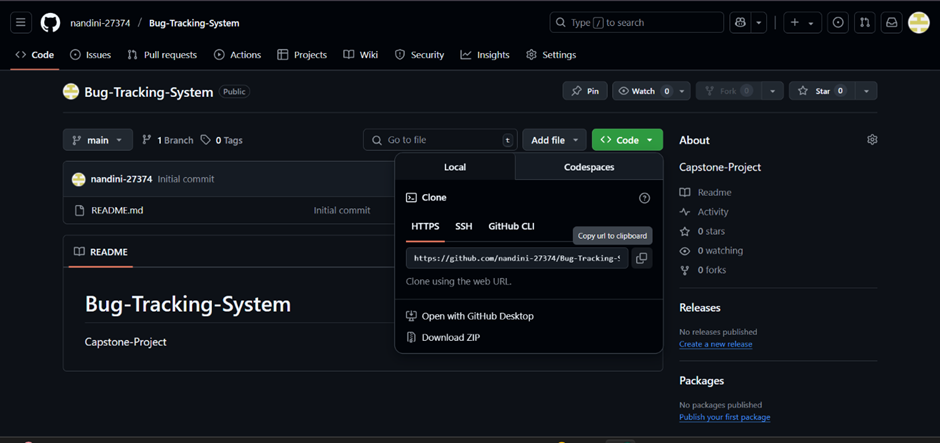 nandini-27374 / Bug-Tracking-System
Type / to search
Code
Issues
Pull requests
Actions
Projects
Wiki
Security
Insights
Settings
Bug-Tracking-System Public
Pin
Watch 0
Fork 0
Star 0
main
1 Branch
0 Tags
Go to file t
Add file
Code
Local
Codespaces
Clone
HTTPS
SSH
GitHub CLI
Copy url to clipboard
https://github.com/nandini-27374/Bug-Tracking-S
Clone using the web URL.
Open with GitHub Desktop
Download ZIP
nandini-27374 Initial commit
README.md Initial commit
README
Bug-Tracking-System
Capstone-Project
About
Capstone-Project
Readme
Activity
0 stars
0 watching
0 forks
Releases
No releases published
Create a new release
Packages
No packages published
Publish your first package